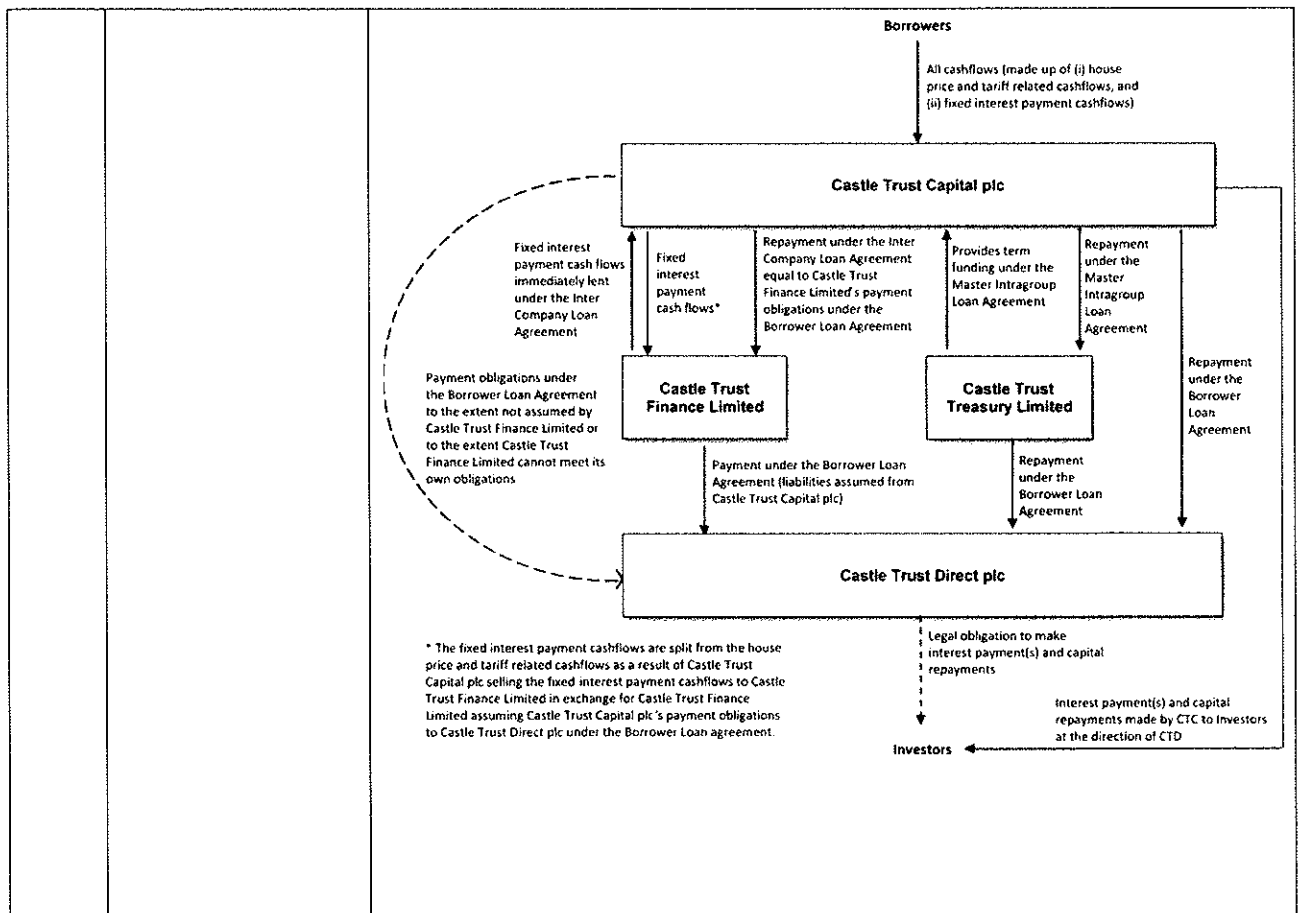 Borrowers
All cashflows (made up of (i) house
price and tariff related cashflows, and
(ii) fixed interest payment cashflows)
Castle Trust Capital plc
Fixed interest
payment cash flows
immediately lent
under the Inter
Company Loan
Agreement
Fixed
interest
payment
cash flows*
Repayment under the Inter
Company Loan Agreement
equal to Castle Trust
Finance Limited's payment
obligations under the
Borrower Loan Agreement
Provides term
funding under the
Master Intragroup
Loan Agreement
Repayment
under the
Master
Intragroup
Loan
Agreement
Repayment
under the
Borrower
Loan
Agreement
Payment obligations under
the Borrower Loan Agreement
to the extent not assumed by
Castle Trust Finance Limited or
to the extent Castle Trust
Finance Limited cannot meet its
own obligations
Castle Trust
Finance Limited
Castle Trust
Treasury Limited
Payment under the Borrower Loan
Agreement (liabilities assumed from
Castle Trust Capital plc)
Repayment
under the
Borrower Loan
Agreement
Castle Trust Direct plc
* The fixed interest payment cashflows are split from the house
price and tariff related cashflows as a result of Castle Trust
Capital plc selling the fixed interest payment cashflows to Castle
Trust Finance Limited in exchange for Castle Trust Finance
Limited assuming Castle Trust Capital plc's payment obligations
to Castle Trust Direct plc under the Borrower Loan agreement.
Legal obligation to make
interest payment(s) and capital
repayments
Interest payment(s) and capital
repayments made by CTC to Investors
at the direction of CTD
Investors